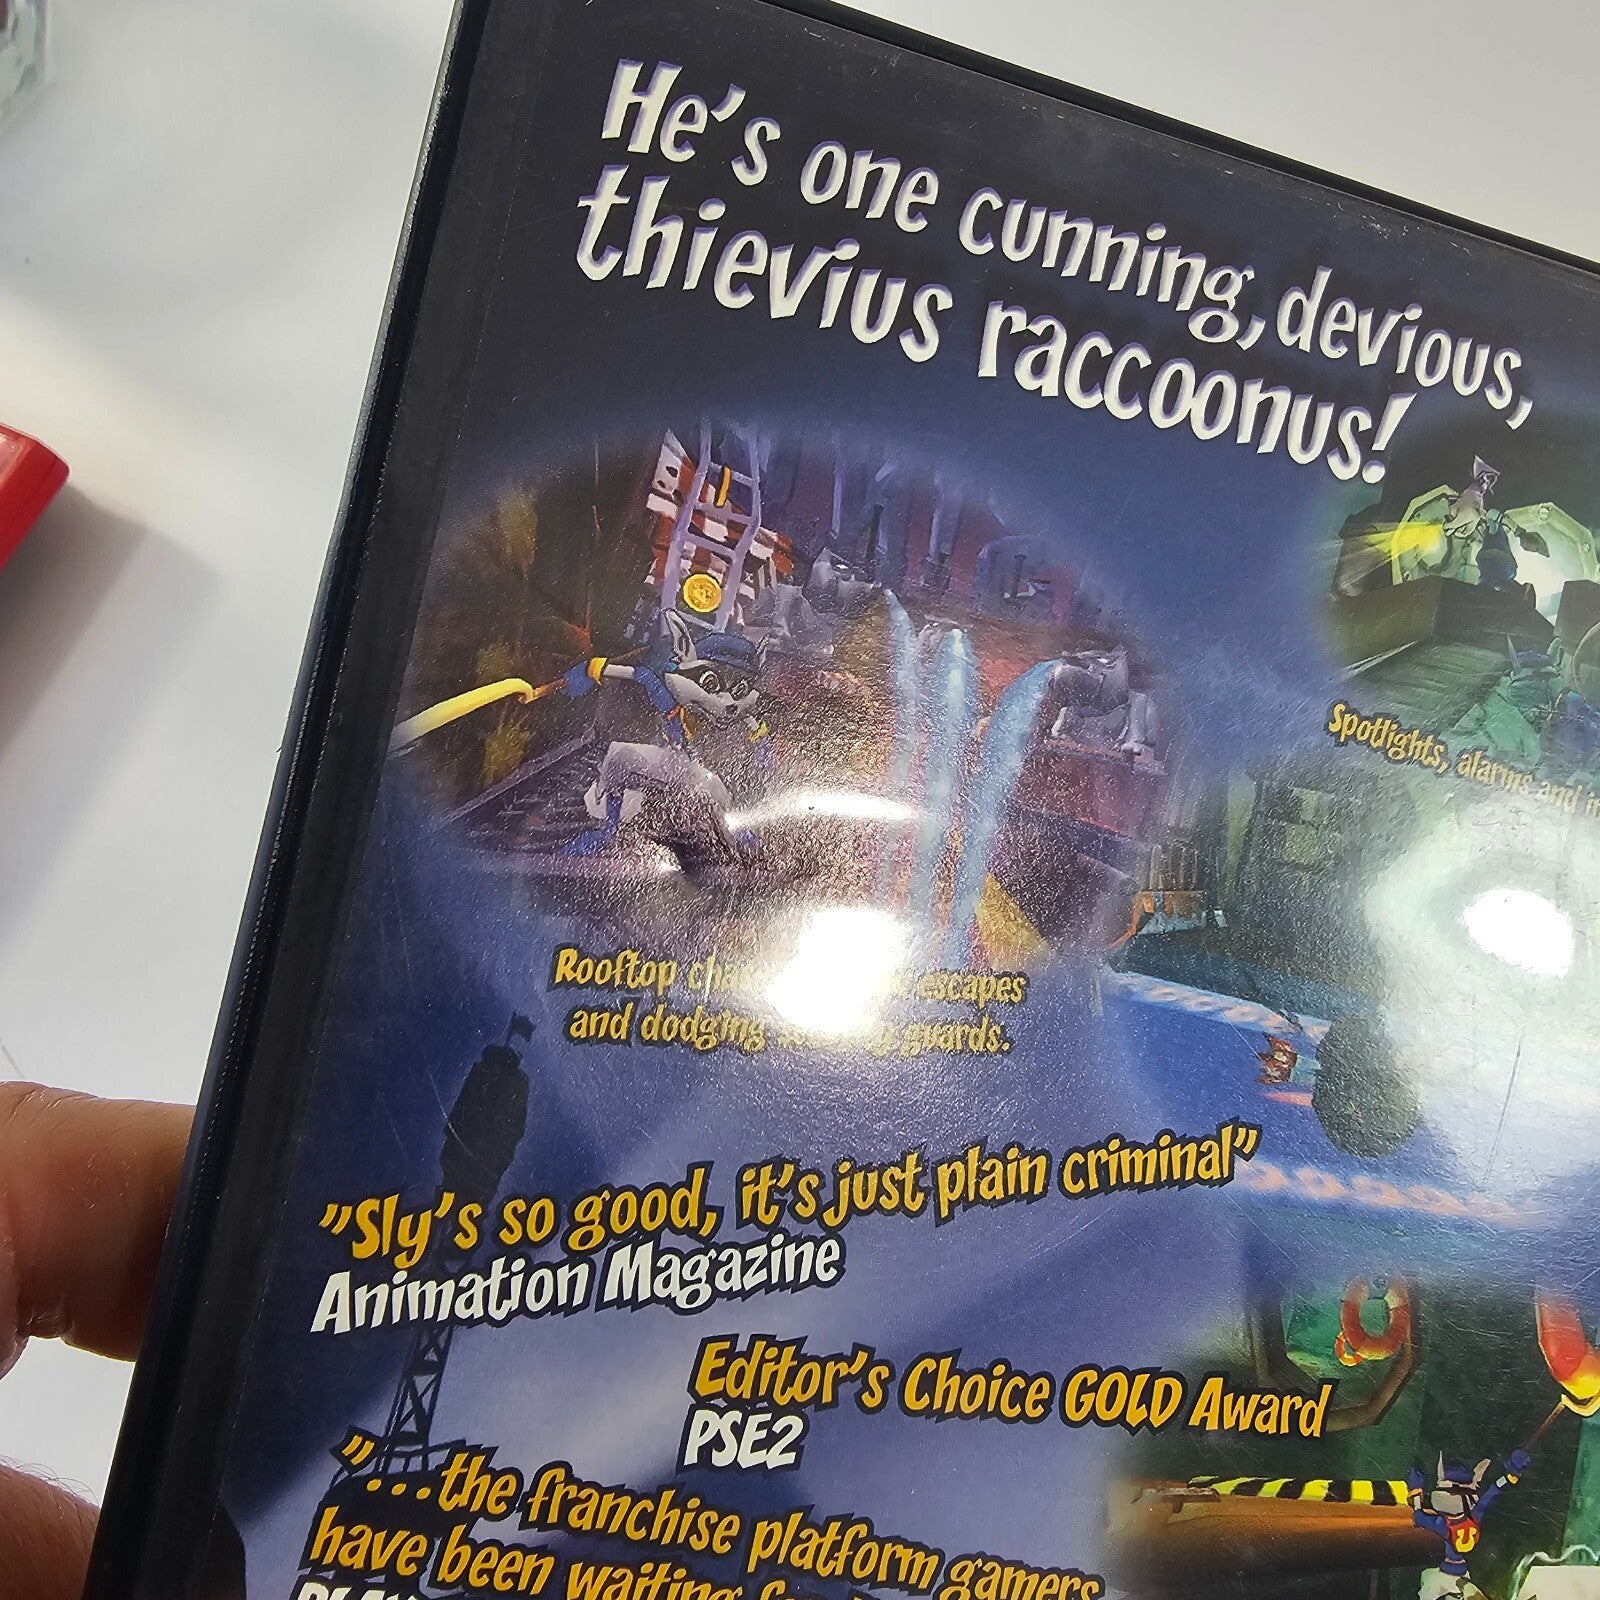 He's one cunning, devious,
thievius raccoonus!
Spotlights, alarms and
Rooftop escapes
and dodging guards.
"Sly's so good, it's just plain criminal"
Animation Magazine
Editor's Choice GOLD Award
PSE2
"...the franchise platform gamers
have been waiting